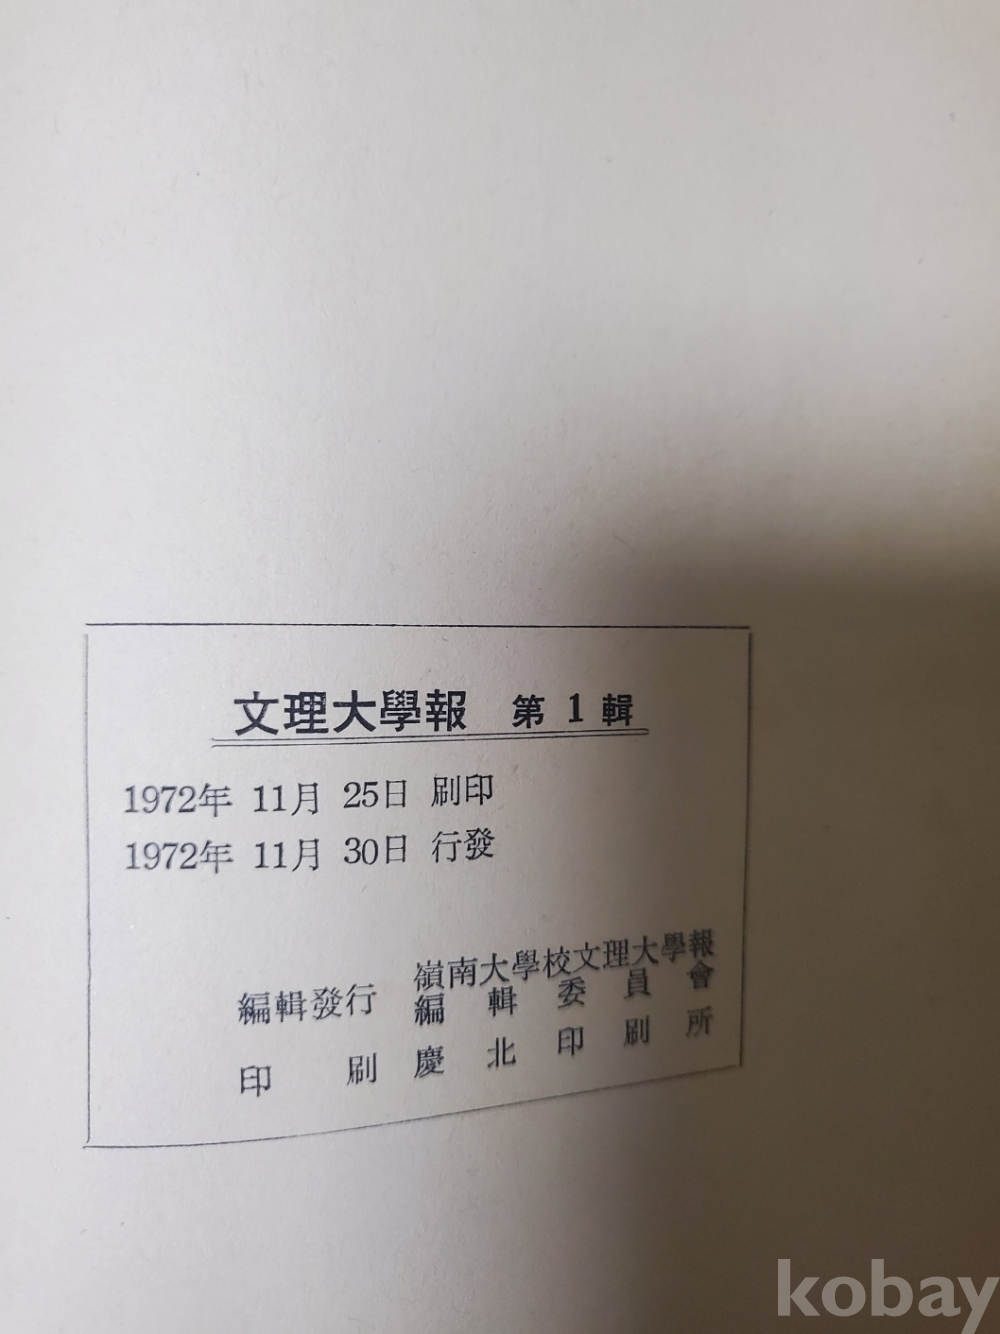 文理大學報 第 1 輯
1972年 11月 25日 刷印
1972年 11月 30日 行發
編輯發行 嶺南大學校文理大學報
編輯委員會
印刷 慶北印刷所
kobay